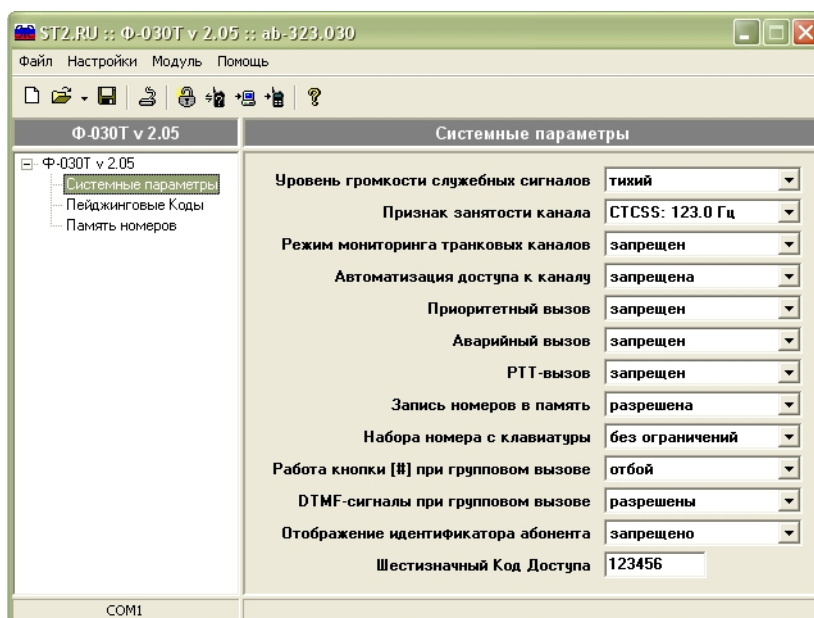 ST2.RU :: Ф-030Т v 2.05 :: ab-323.030
Файл Настройки Модуль Помощь
Ф-030Т v 2.05
Системные параметры
Ф-030Т v 2.05
Системные параметры
Пейджинговые Коды
Память номеров
Уровень громкости служебных сигналов тихий
Признак занятости канала CTCSS: 123.0 Гц
Режим мониторинга транковых каналов запрещен
Автоматизация доступа к каналу запрещена
Приоритетный вызов запрещен
Аварийный вызов запрещен
РТТ-вызов запрещен
Запись номеров в память разрешена
Набора номера с клавиатуры без ограничений
Работа кнопки [#] при групповом вызове отбой
DTMF-сигналы при групповом вызове разрешены
Отображение идентификатора абонента запрещено
Шестизначный Код Доступа 123456
COM1